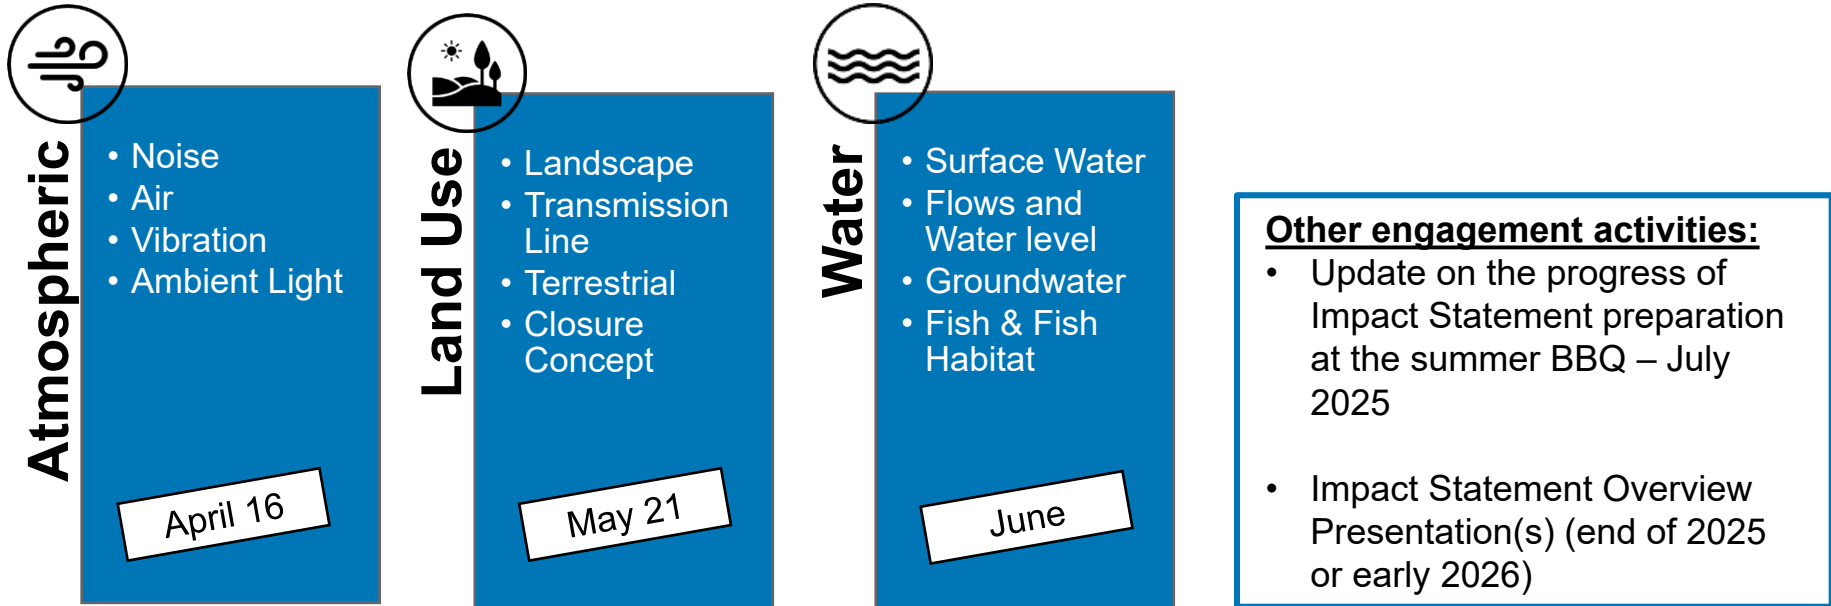 Atmospheric
• Noise
• Air
• Vibration
• Ambient Light
April 16
Land Use
• Landscape
• Transmission
Line
• Terrestrial
• Closure
Concept
May 21
Water
• Surface Water
• Flows and
Water level
• Groundwater
• Fish & Fish
Habitat
June
Other engagement activities:
• Update on the progress of
Impact Statement preparation
at the summer BBQ – July
2025
• Impact Statement Overview
Presentation(s) (end of 2025
or early 2026)